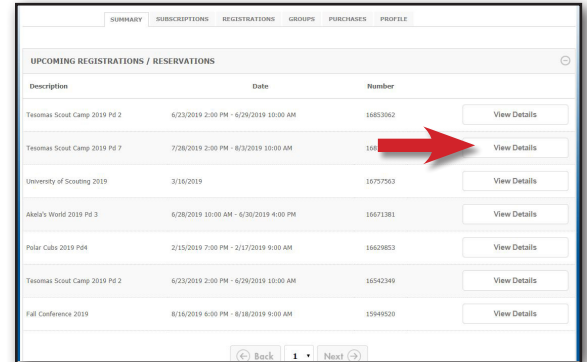 SUMMARY SUBSCRIPTIONS REGISTRATIONS GROUPS PURCHASES PROFILE
UPCOMING REGISTRATIONS / RESERVATIONS
Description Date Number
Tesomas Scout Camp 2019 Pd 2 6/23/2019 2:00 PM - 6/29/2019 10:00 AM 16853062 View Details
Tesomas Scout Camp 2019 Pd 7 7/28/2019 2:00 PM - 8/3/2019 10:00 AM View Details
University of Scouting 2019 3/16/2019 16757563 View Details
Akela's World 2019 Pd 3 6/28/2019 10:00 AM - 6/30/2019 4:00 PM 16671381 View Details
Polar Cubs 2019 Pd4 2/15/2019 7:00 PM - 2/17/2019 9:00 AM 16629853 View Details
Tesomas Scout Camp 2019 Pd 2 6/23/2019 2:00 PM - 6/29/2019 10:00 AM 16542349 View Details
Fall Conference 2019 8/16/2019 6:00 PM - 8/18/2019 9:00 AM 15949520 View Details
Back 1 Next